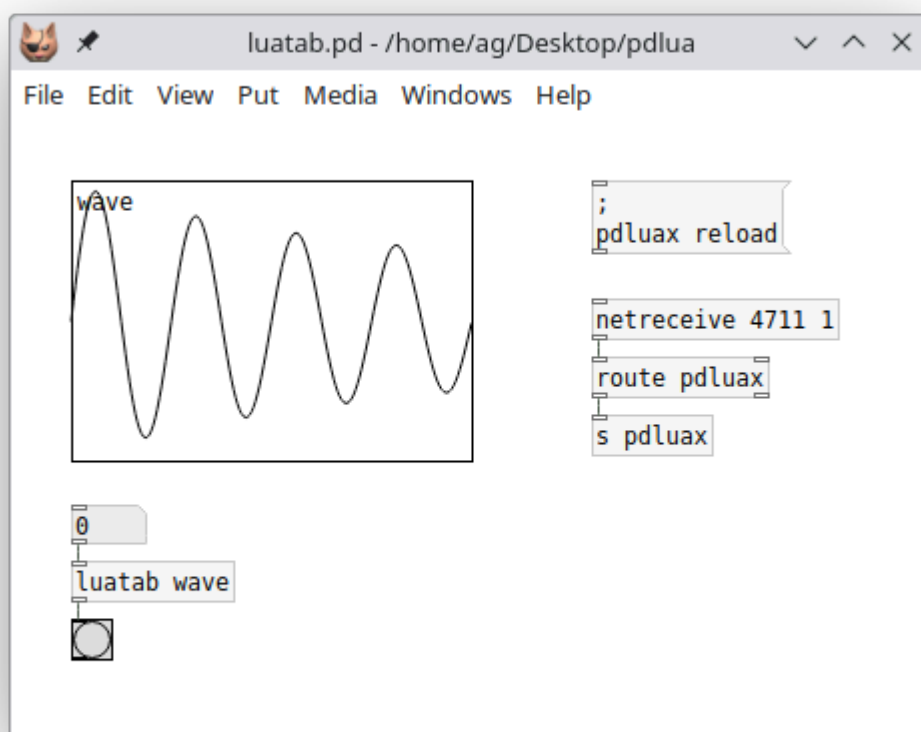 luatab.pd - /home/ag/Desktop/pdlua
File Edit View Put Media Windows Help
wave
;
pdluax reload
netreceive 4711 1
route pdluax
s pdluax
0
luatab wave